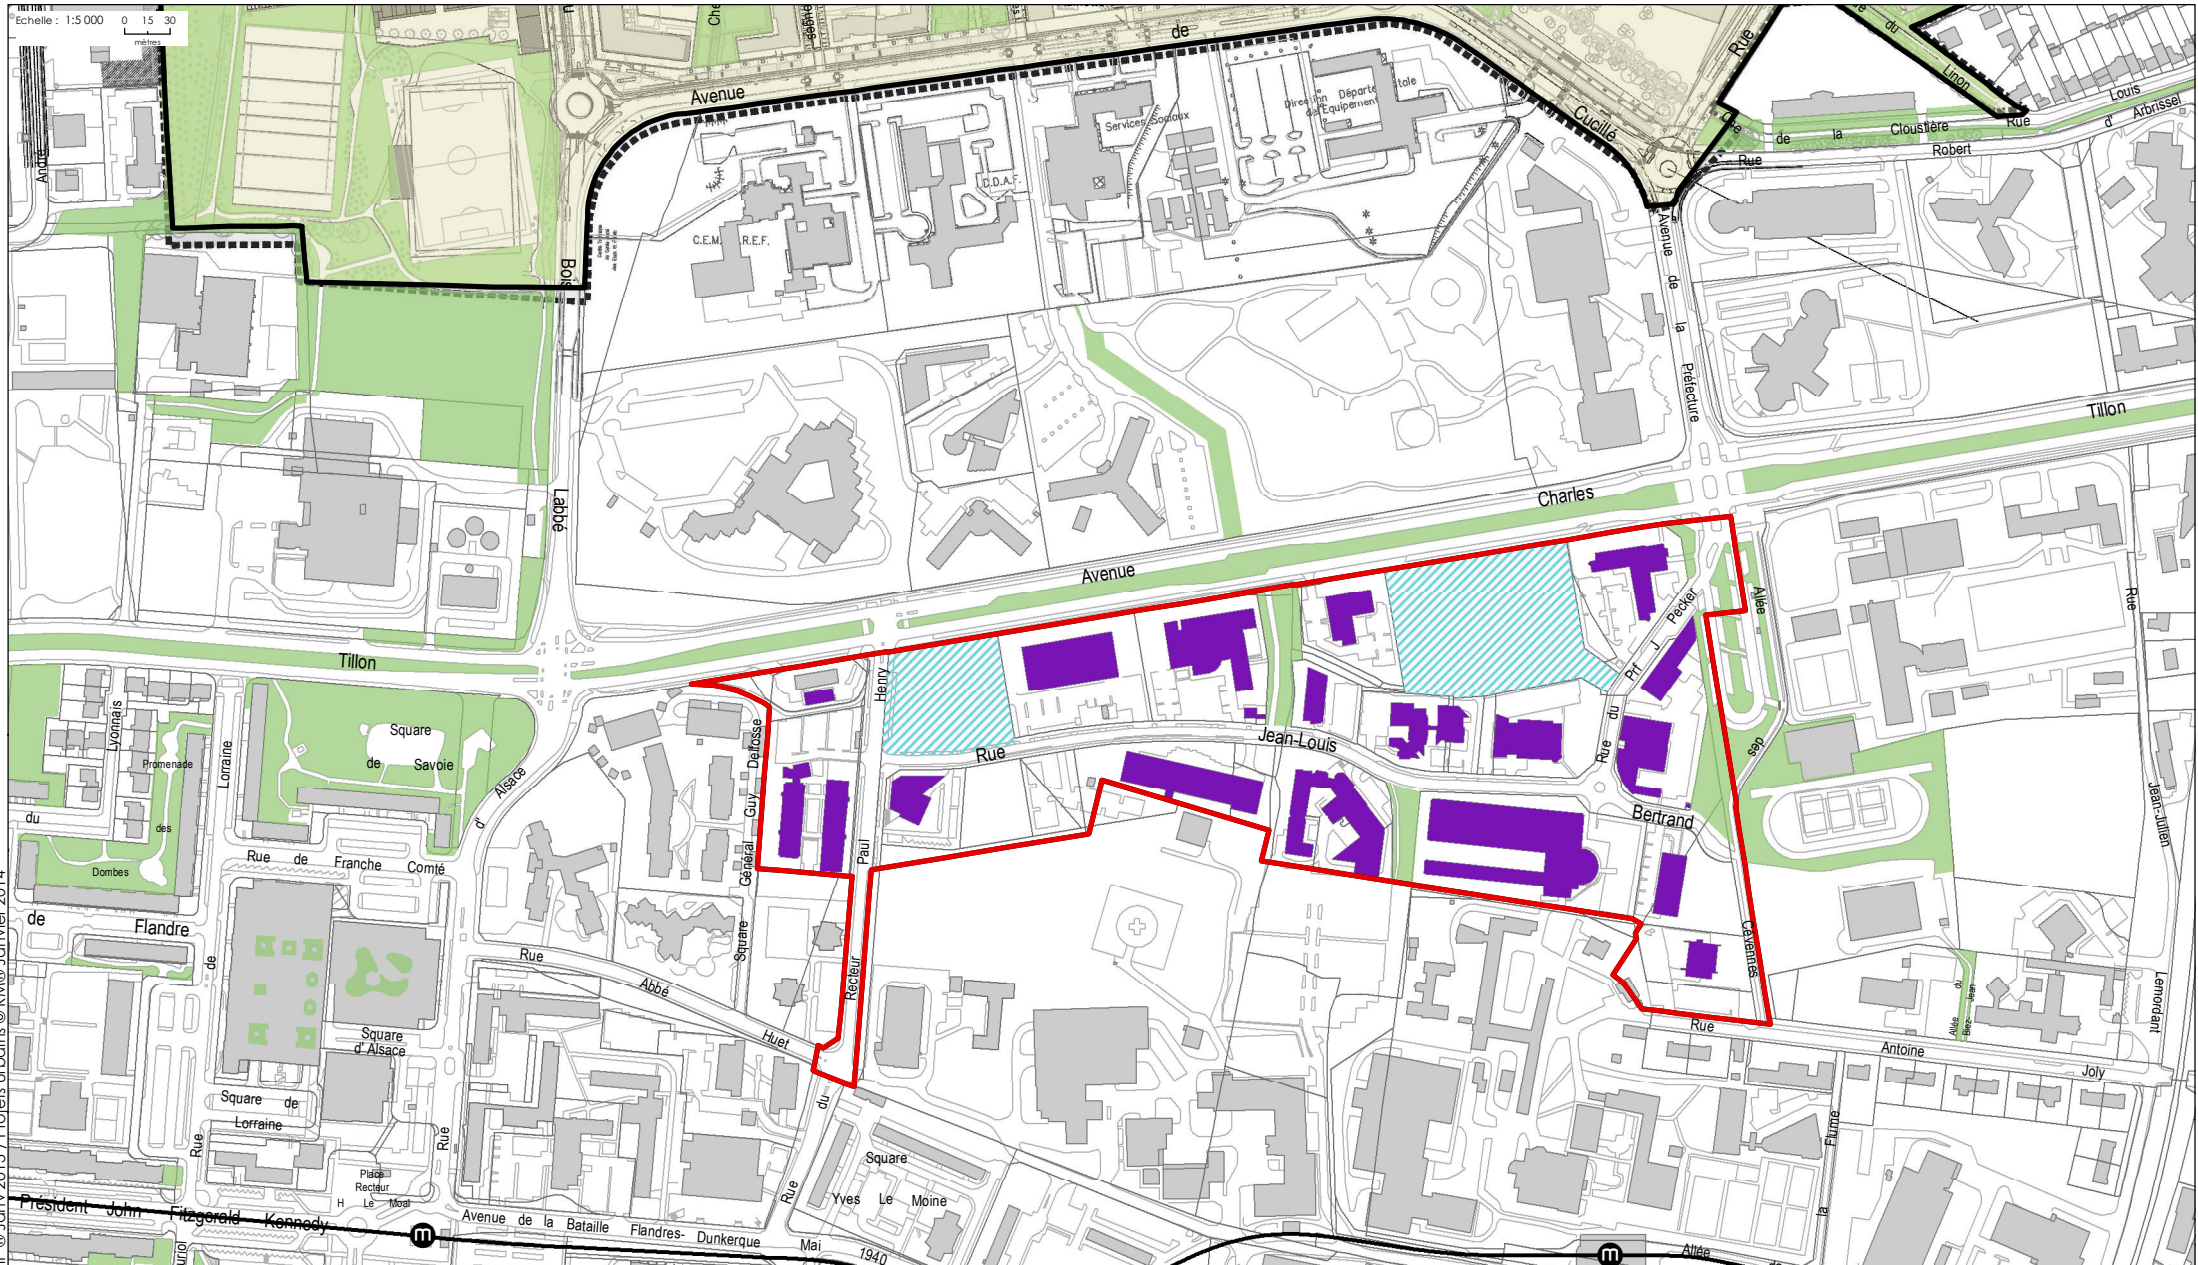 Echelle : 1:5 000
0 15 30
mètres
Avenue
de
Cucillé
Rue
Rue du Linon
Louis
d' Arbrissel
Rue de la Cloustière
Rue Robert
André
Services Sociaux
Direction Départementale
de l'Equipement
D.D.A.F.
C.E.M.A.G.R.E.F.
Bois
Labbé
Avenue de la Préfecture
Tillon
Charles
Avenue
Tillon
Allée
des
Cévennes
Rue
Jean-Julien
Lemordant
Rue du Prf J Pecker
Henry
Paul
Recteur
du
Rue
Rue
Jean-Louis
Bertrand
Square
Général Guy Delfosse
Lyonnais
du
Promenade
des
Dombes
Lorraine
de
Rue
Square
de Savoie
d' Alsace
Rue
Rue de Franche Comté
de Flandre
Square
d' Alsace
Square de
Lorraine
Rue
Abbé
Huet
Place
Recteur
H Le Moal
Président John Fitzgerald Kennedy
m
Avenue de la Bataille Flandres- Dunkerque Mai 1940
Square
Yves Le Moine
Rue
Antoine
Joly
Allée du
Biez Jean
Flume
la
Allée
m